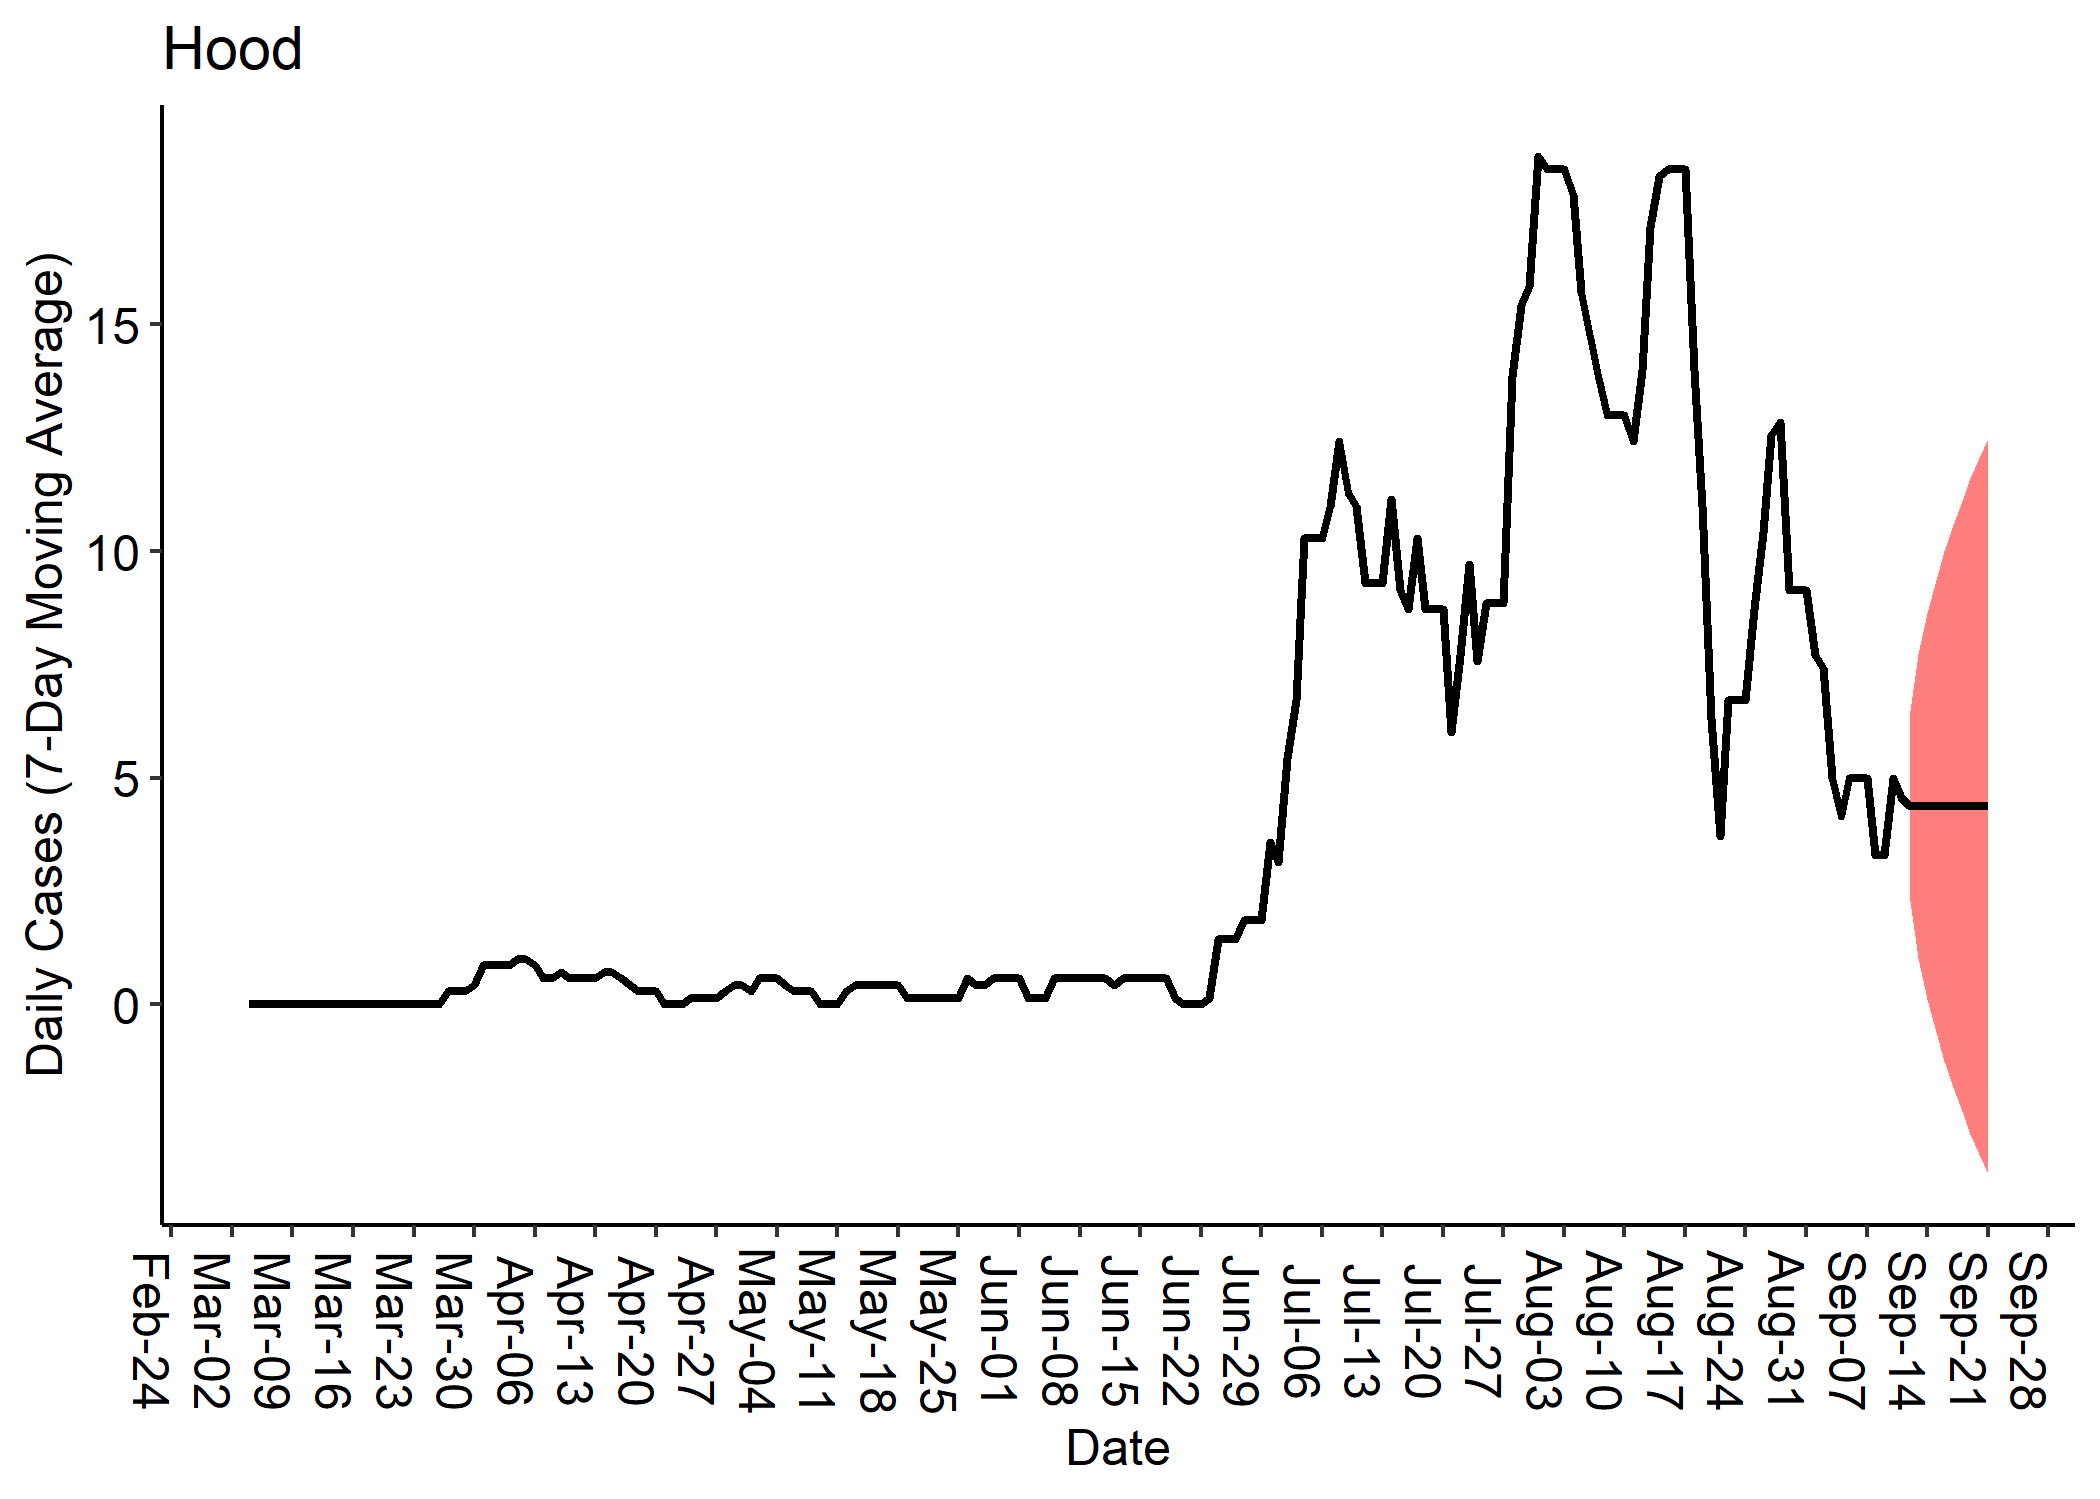 Hood
Daily Cases (7-Day Moving Average)
15
10
5
0
Feb-24
Mar-02
Mar-09
Mar-16
Mar-23
Mar-30
Apr-06
Apr-13
Apr-20
Apr-27
May-04
May-11
May-18
May-25
Jun-01
Jun-08
Jun-15
Jun-22
Jun-29
Jul-06
Jul-13
Jul-20
Jul-27
Aug-03
Aug-10
Aug-17
Aug-24
Aug-31
Sep-07
Sep-14
Sep-21
Sep-28
Date